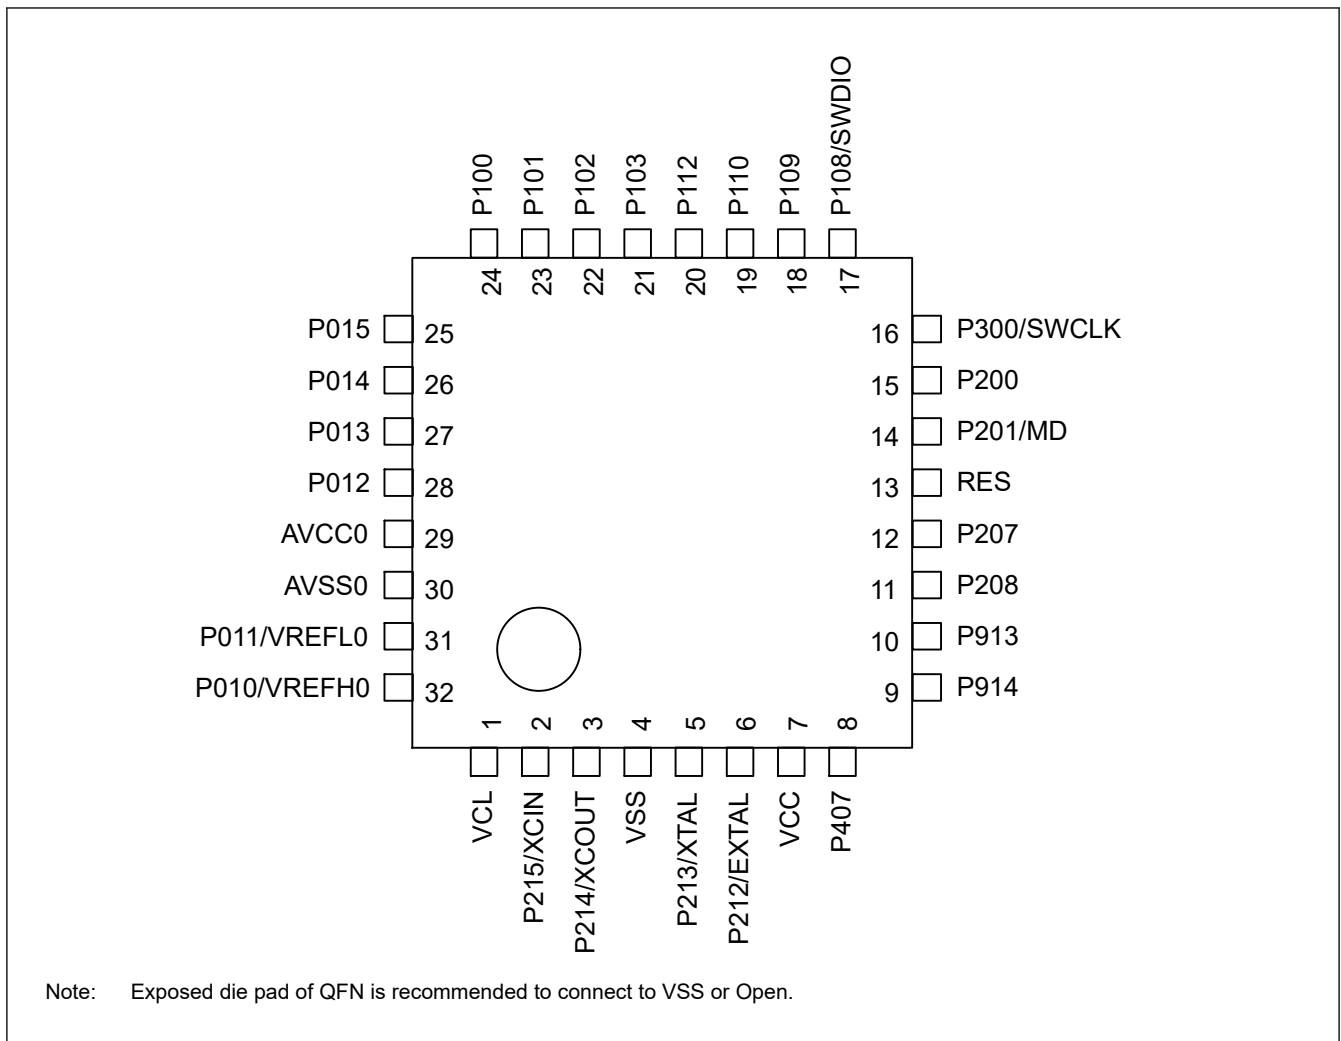 P100
P101
P102
P103
P112
P110
P109
P108/SWDIO
24
23
22
21
20
19
18
17
P015 25
P014 26
P013 27
P012 28
AVCC0 29
AVSS0 30
P011/VREFL0 31
P010/VREFH0 32
16 P300/SWCLK
15 P200
14 P201/MD
13 RES
12 P207
11 P208
10 P913
9 P914
1
2
3
4
5
6
7
8
VCL
P215/XCIN
P214/XCOUT
VSS
P213/XTAL
P212/EXTAL
VCC
P407
Note: Exposed die pad of QFN is recommended to connect to VSS or Open.